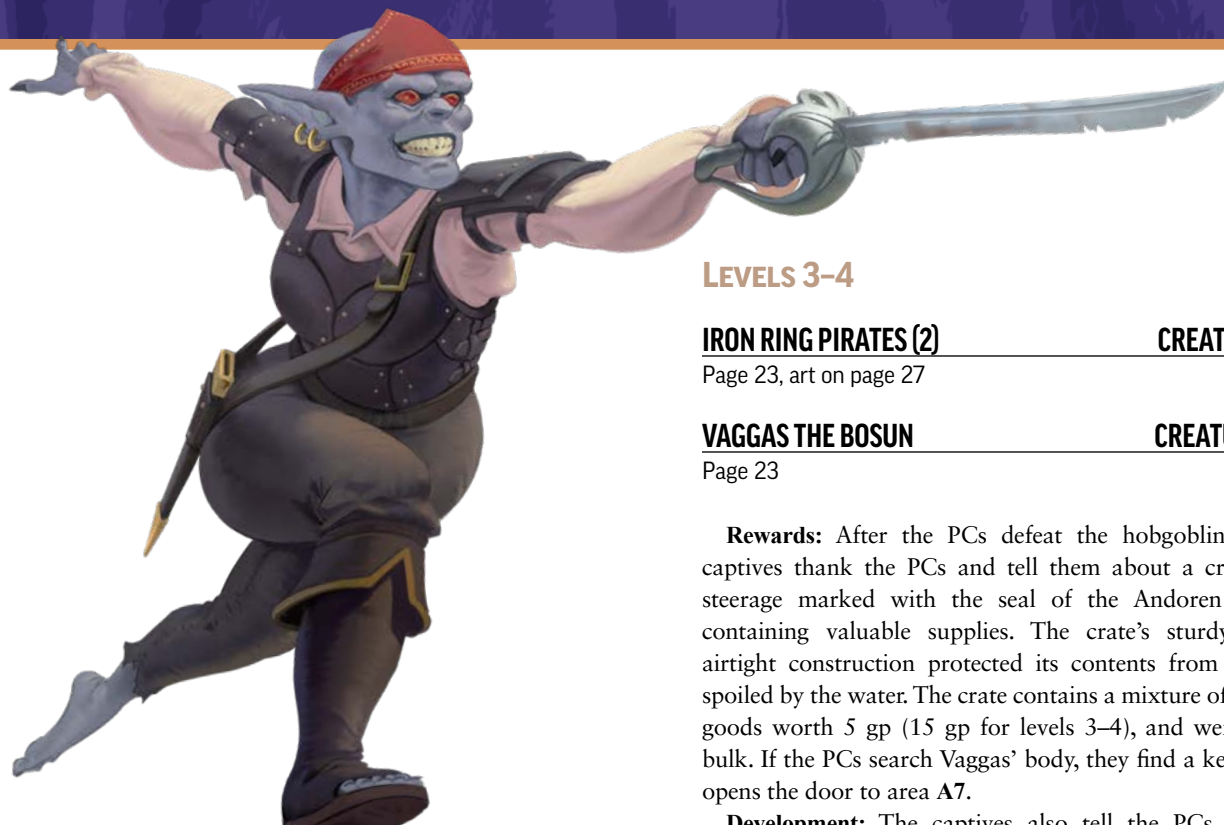 LEVELS 3–4
IRON RING PIRATES (2) CREAT
Page 23, art on page 27
VAGGAS THE BOSUN CREATU
Page 23
Rewards: After the PCs defeat the hobgoblin
captives thank the PCs and tell them about a cr
steerage marked with the seal of the Andoren
containing valuable supplies. The crate's sturdy
airtight construction protected its contents from
spoiled by the water. The crate contains a mixture of
goods worth 5 gp (15 gp for levels 3–4), and wei
bulk. If the PCs search Vaggas' body, they find a ke
opens the door to area A7.
Development: The captives also tell the PCs